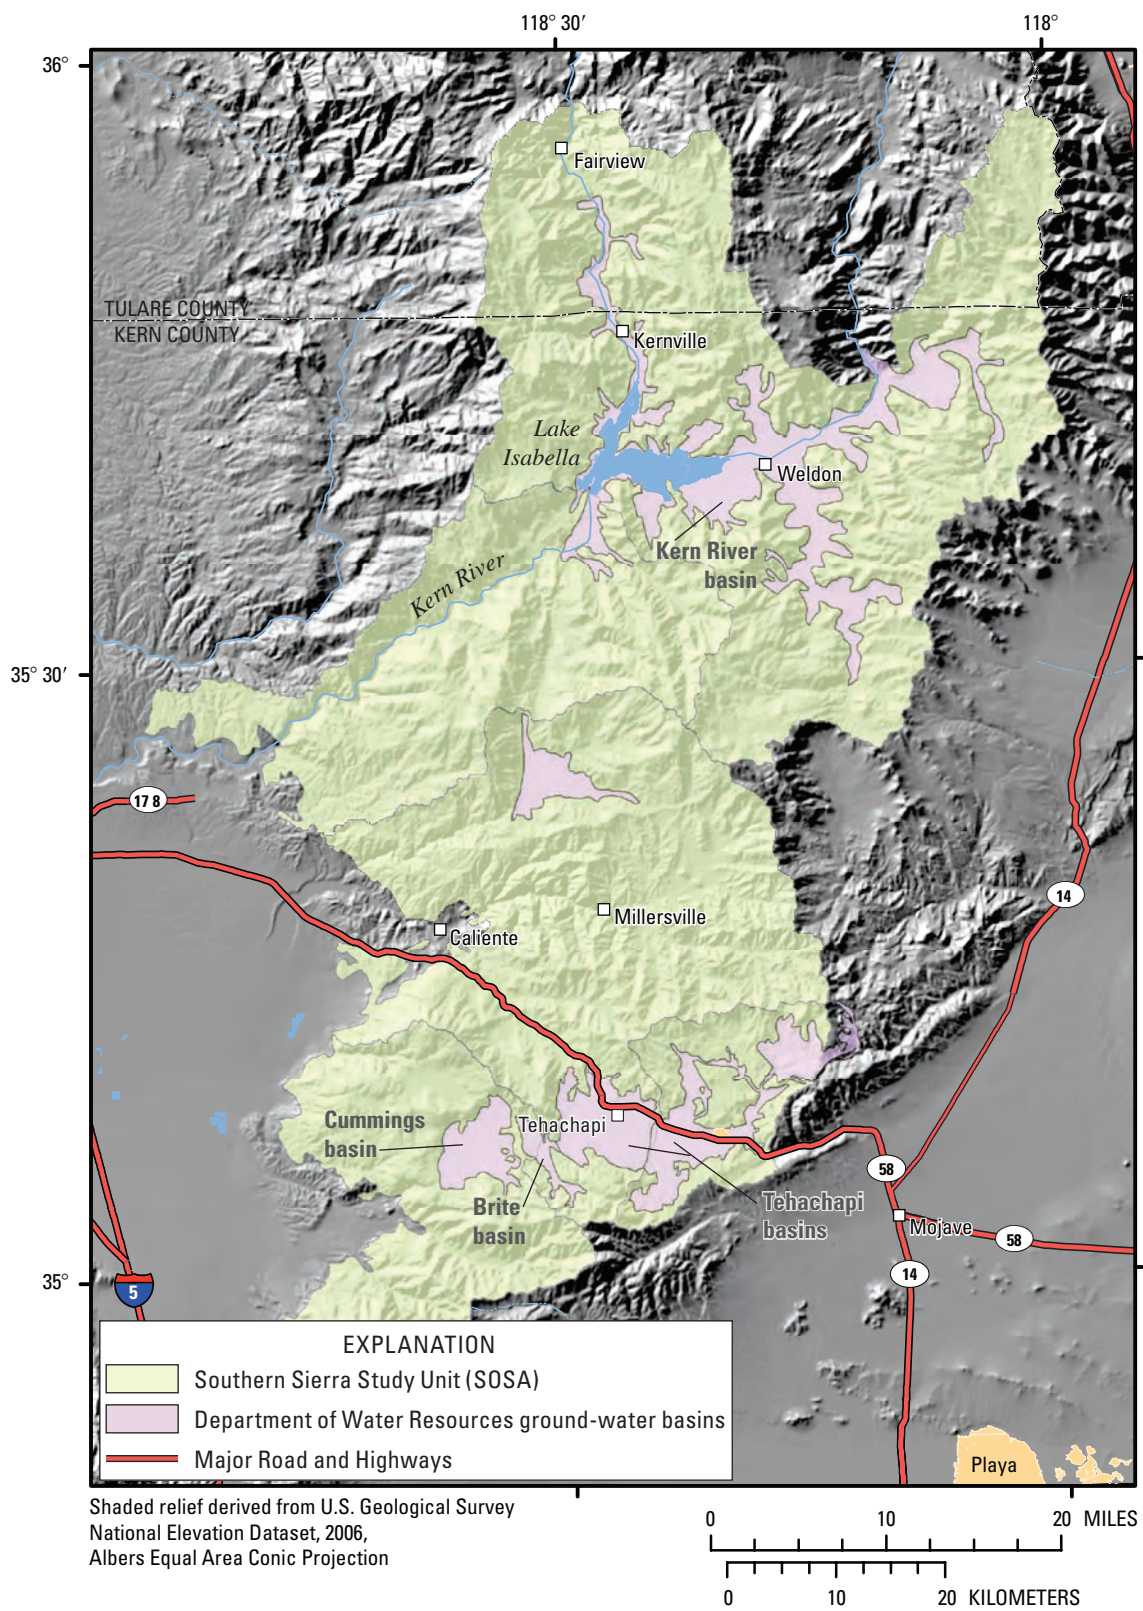 118° 30′
118°
36°
Fairview
TULARE COUNTY
KERN COUNTY
Kernville
Lake
Isabella
Weldon
Kern River
basin
Kern River
35° 30′
178
14
Millersville
Caliente
Cummings
basin
Tehachapi
58
Brite
basin
Tehachapi
basins
Mojave
58
14
35°
5
EXPLANATION
Southern Sierra Study Unit (SOSA)
Department of Water Resources ground-water basins
Major Road and Highways
Playa
Shaded relief derived from U.S. Geological Survey
National Elevation Dataset, 2006,
Albers Equal Area Conic Projection
0 10 20 MILES
0 10 20 KILOMETERS